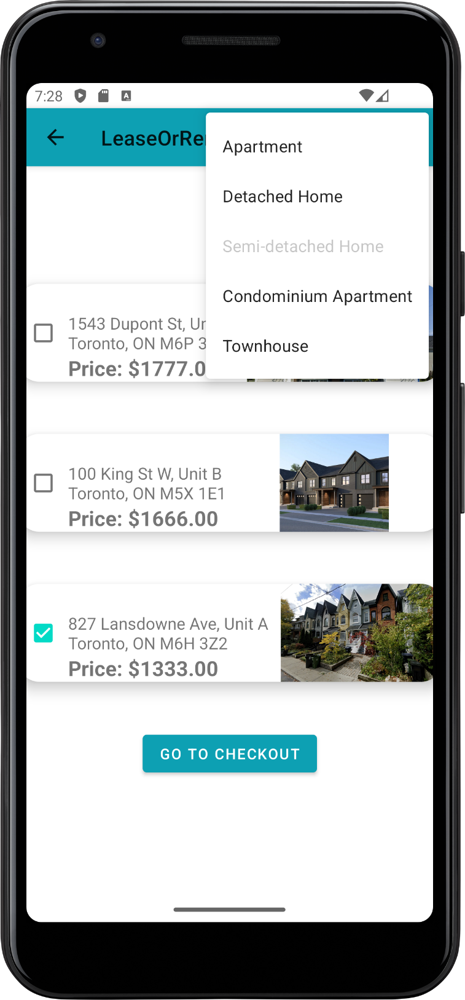 7:28
LeaseOrRe
Apartment
Detached Home
Semi-detached Home
Condominium Apartment
Townhouse
1543 Dupont St,
Toronto, ON M6P 3
Price: $1777.0
100 King St W, Unit B
Toronto, ON M5X 1E1
Price: $1666.00
827 Lansdowne Ave, Unit A
Toronto, ON M6H 3Z2
Price: $1333.00
GO TO CHECKOUT